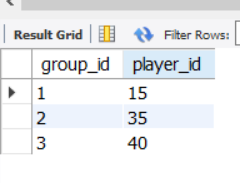 Result Grid Filter Rows:
group_id player_id
1 15
2 35
3 40